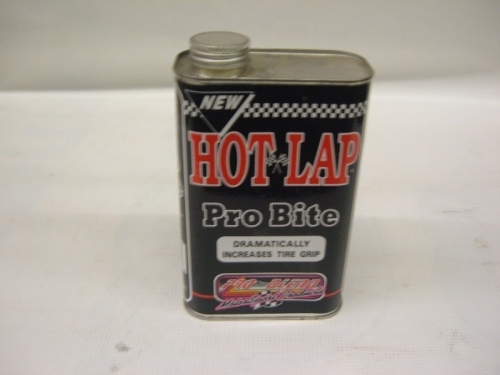 NEW
HOT LAP
Pro Bite
DRAMATICALLY
INCREASES TIRE GRIP